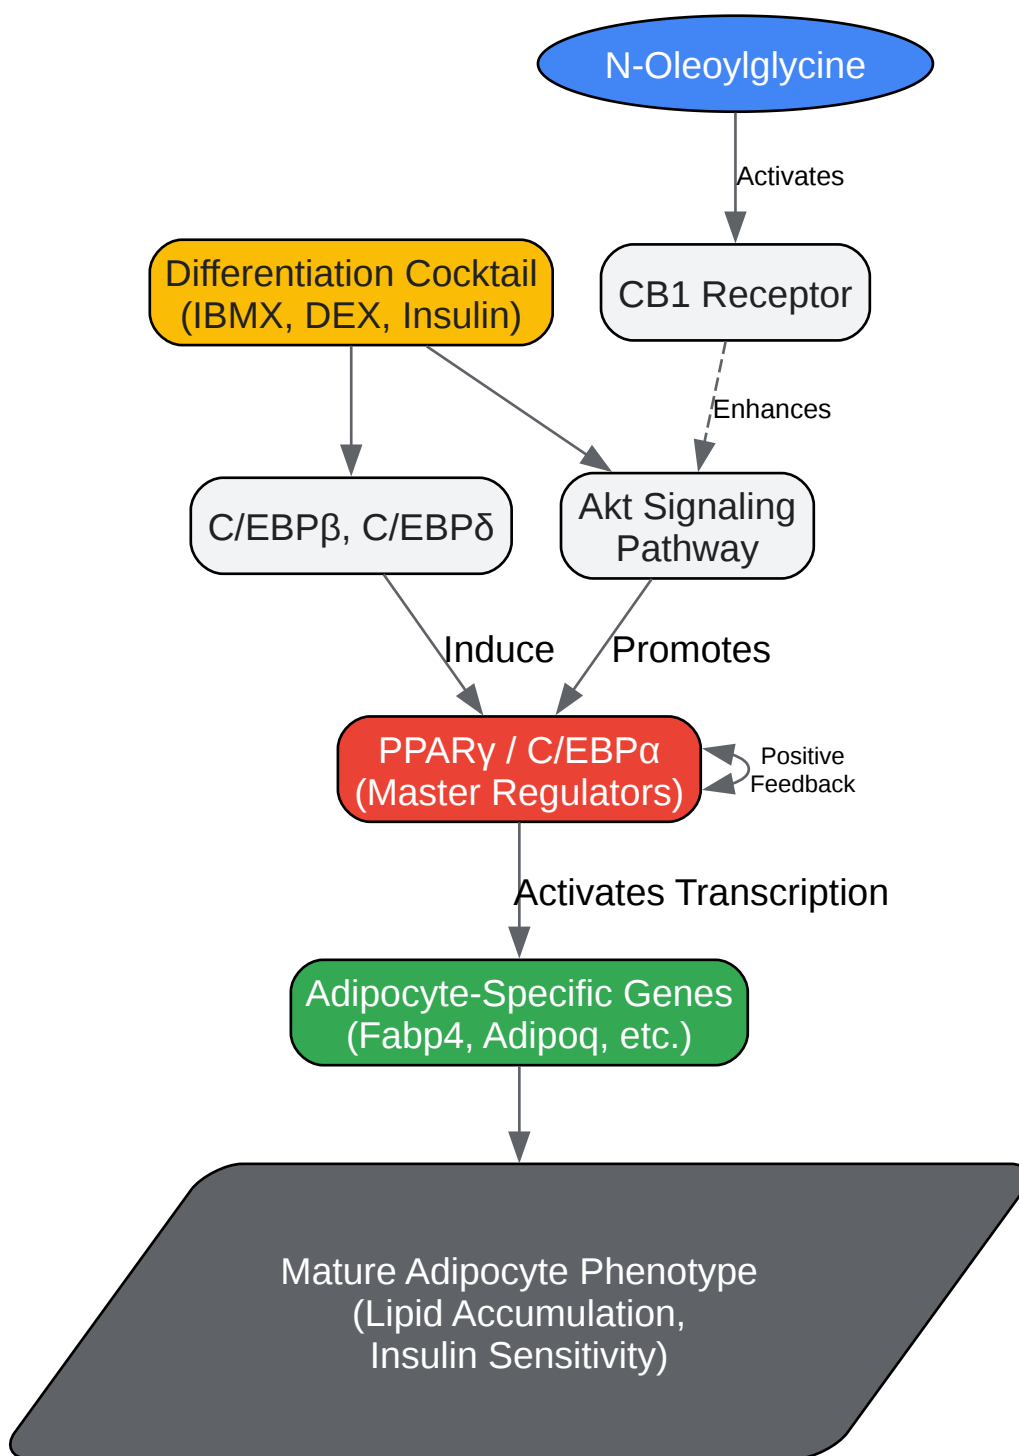 N-Oleoylglycine
Activates
Differentiation Cocktail
(IBMX, DEX, Insulin)
CB1 Receptor
Enhances
C/EBPβ, C/EBPδ
Akt Signaling
Pathway
Induce
Promotes
PPARγ / C/EBPα
(Master Regulators)
Positive
Feedback
Activates Transcription
Adipocyte-Specific Genes
(Fabp4, Adipoq, etc.)
Mature Adipocyte Phenotype
(Lipid Accumulation,
Insulin Sensitivity)